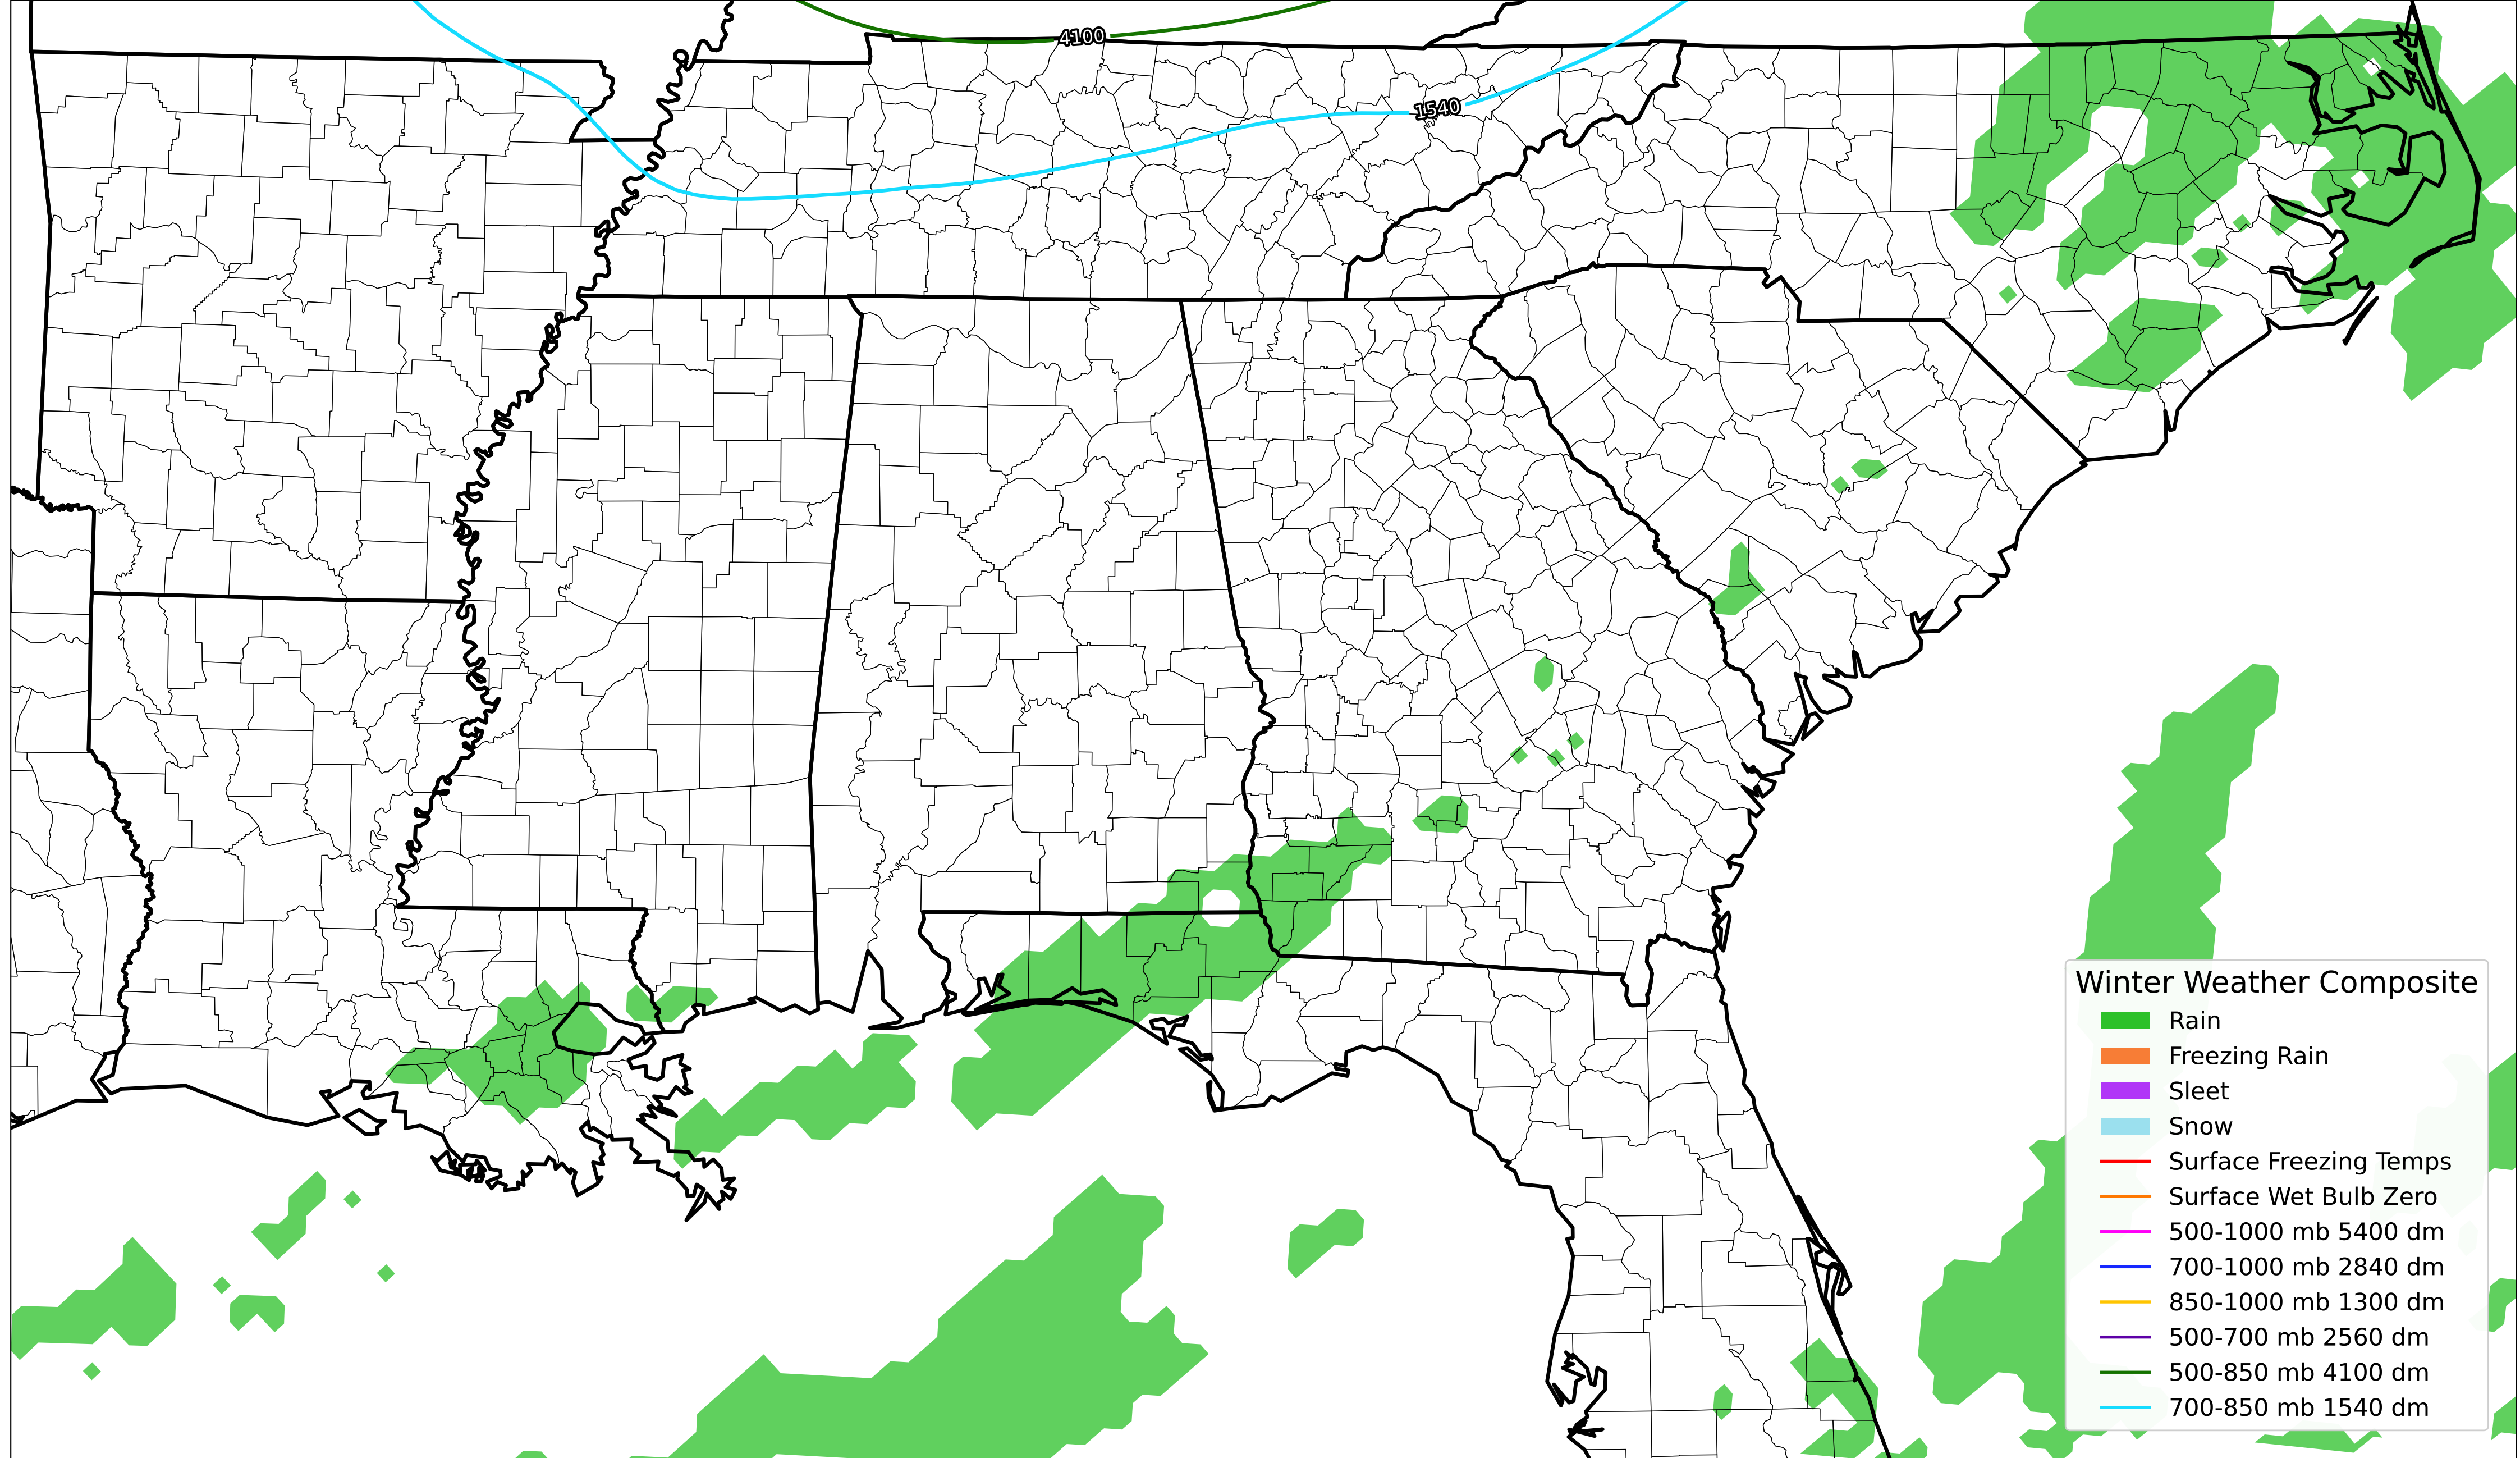 4100
1540
Winter Weather Composite
Rain
Freezing Rain
Sleet
Snow
Surface Freezing Temps
Surface Wet Bulb Zero
500-1000 mb 5400 dm
700-1000 mb 2840 dm
850-1000 mb 1300 dm
500-700 mb 2560 dm
500-850 mb 4100 dm
700-850 mb 1540 dm